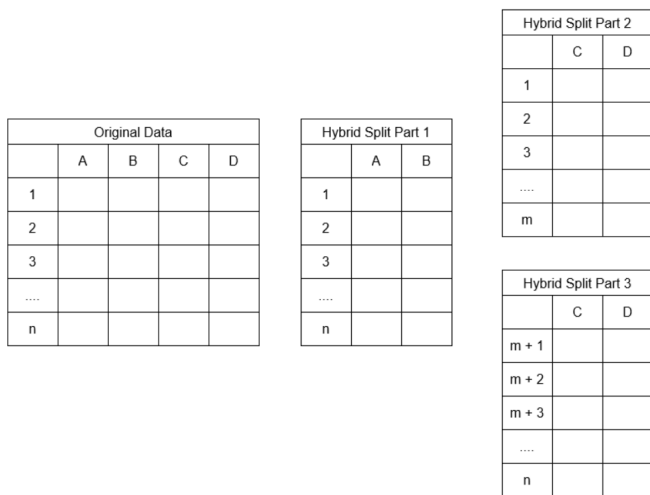 Original Data
A B C D
1
2
3
....
n
Hybrid Split Part 1
A B
1
2
3
....
n
Hybrid Split Part 2
C D
1
2
3
....
m
Hybrid Split Part 3
C D
m + 1
m + 2
m + 3
....
n